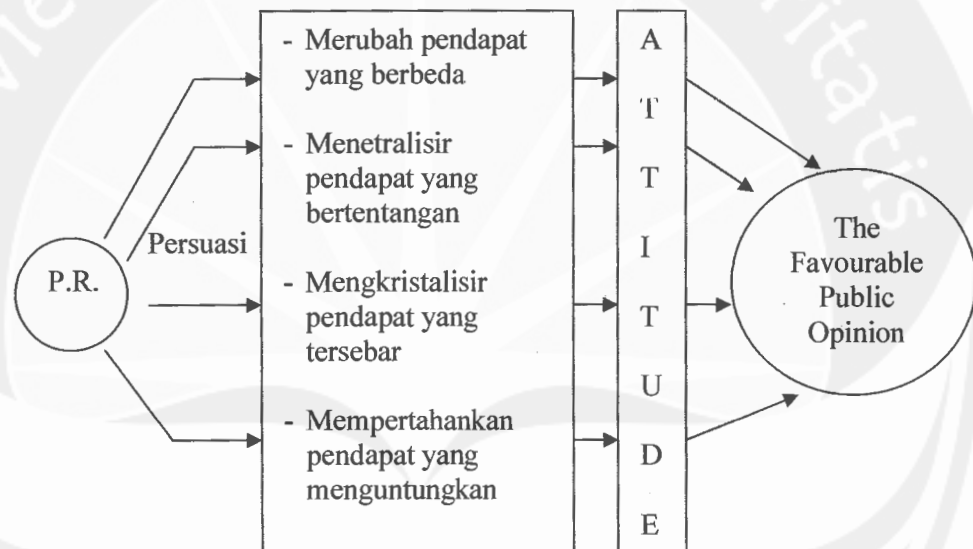 P.R.
Persuasi
- Merubah pendapat
yang berbeda
- Menetralisir
pendapat yang
bertentangan
- Mengkristalisir
pendapat yang
tersebar
- Mempertahankan
pendapat yang
menguntungkan
A
T
T
I
T
U
D
E
The
Favourable
Public
Opinion